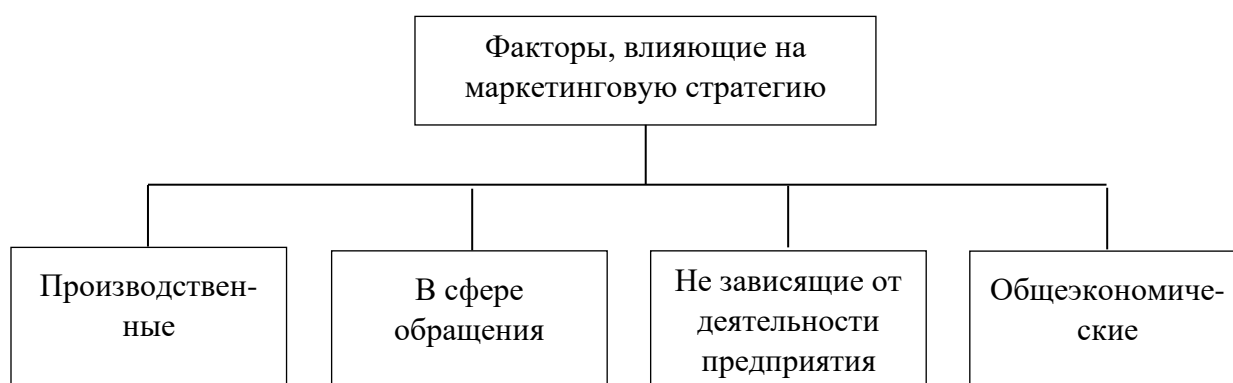 Факторы, влияющие на
маркетинговую стратегию
Производствен-
ные
В сфере
обращения
Не зависящие от
деятельности
предприятия
Общеэкономиче-
ские